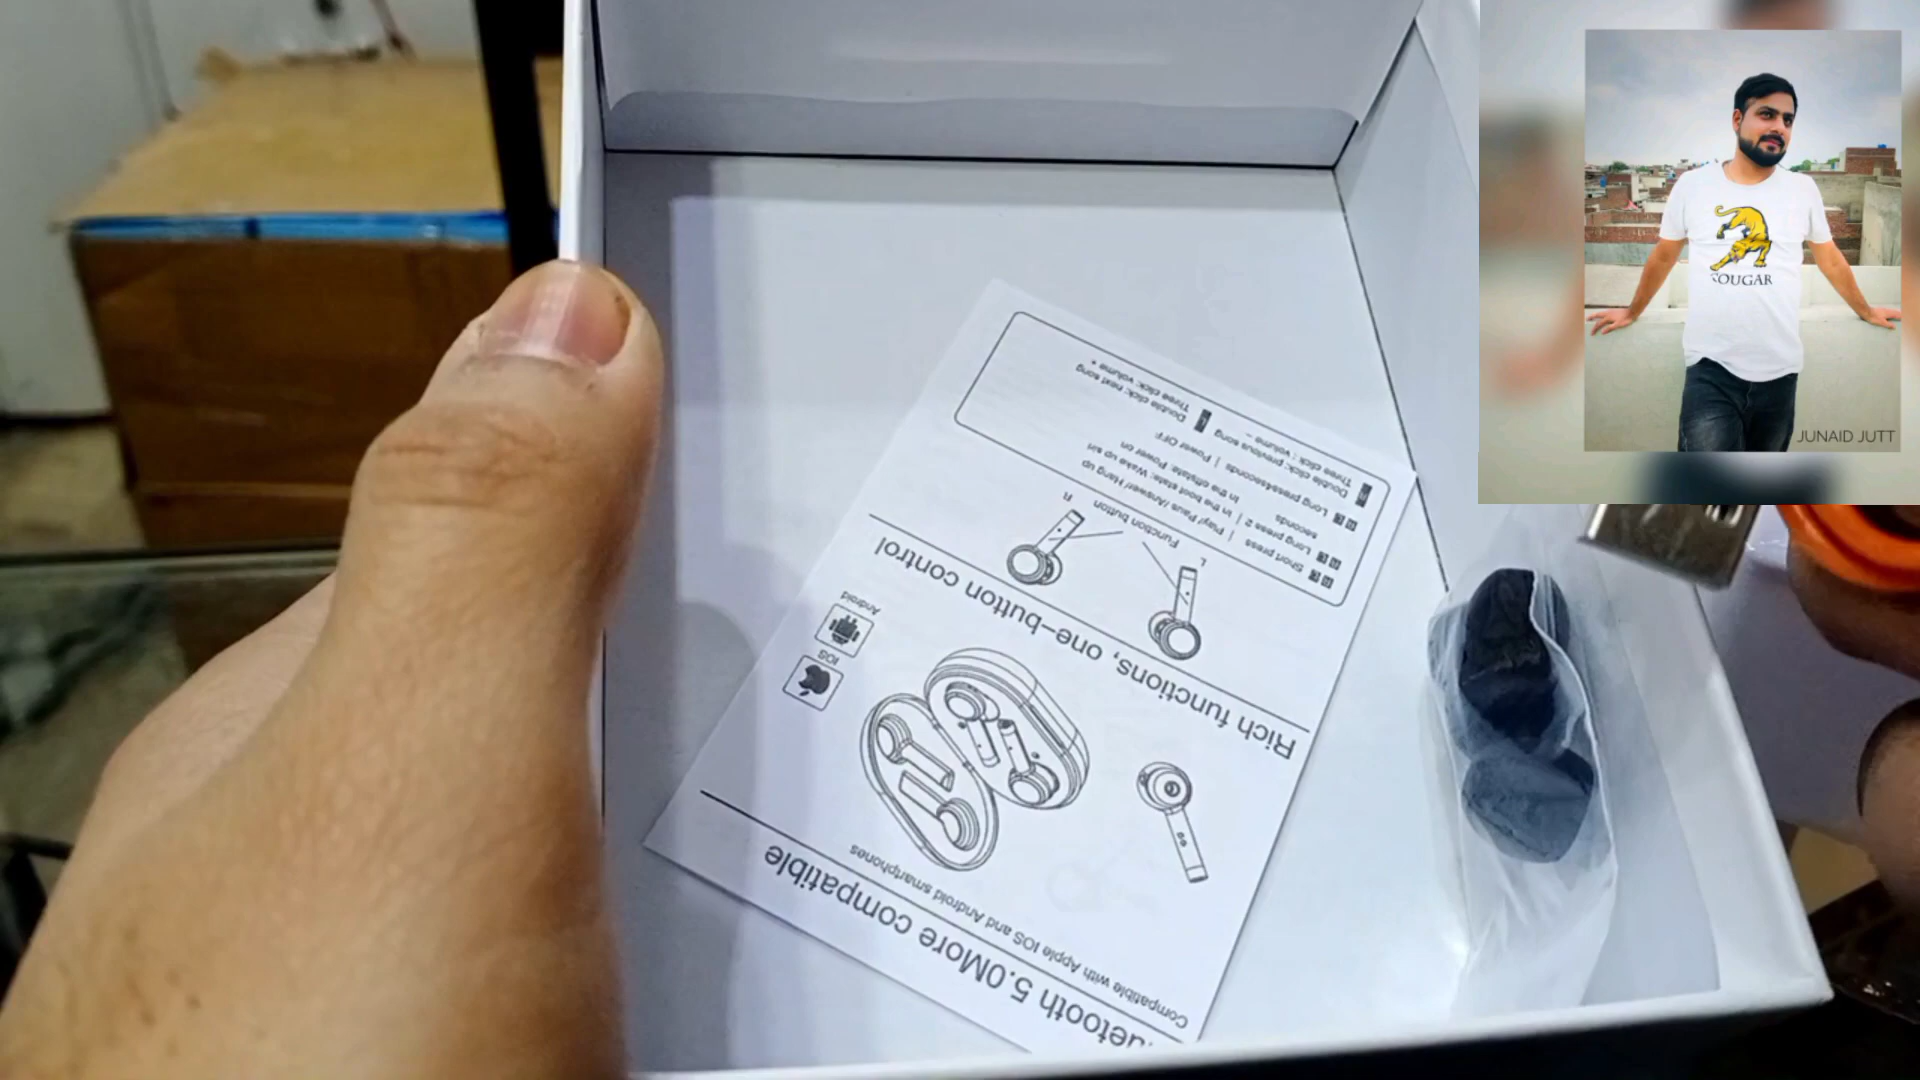 COUGAR
JUNAID JUTT
uetooth 5.0More compatible
Compatible with Apple IOS and Android smartphones
IOS
Android
Rich functions, one-button control
L
R
Function button
Short press | Play/ Paus /Answer/ Hang up
Long press 2 seconds | In the boot state: Wake up siri
In the offstate: Power on
Long press4seconds | Power OFF
Double click: previous song
Three click : volume －
Double click: next song
Three click: volume +